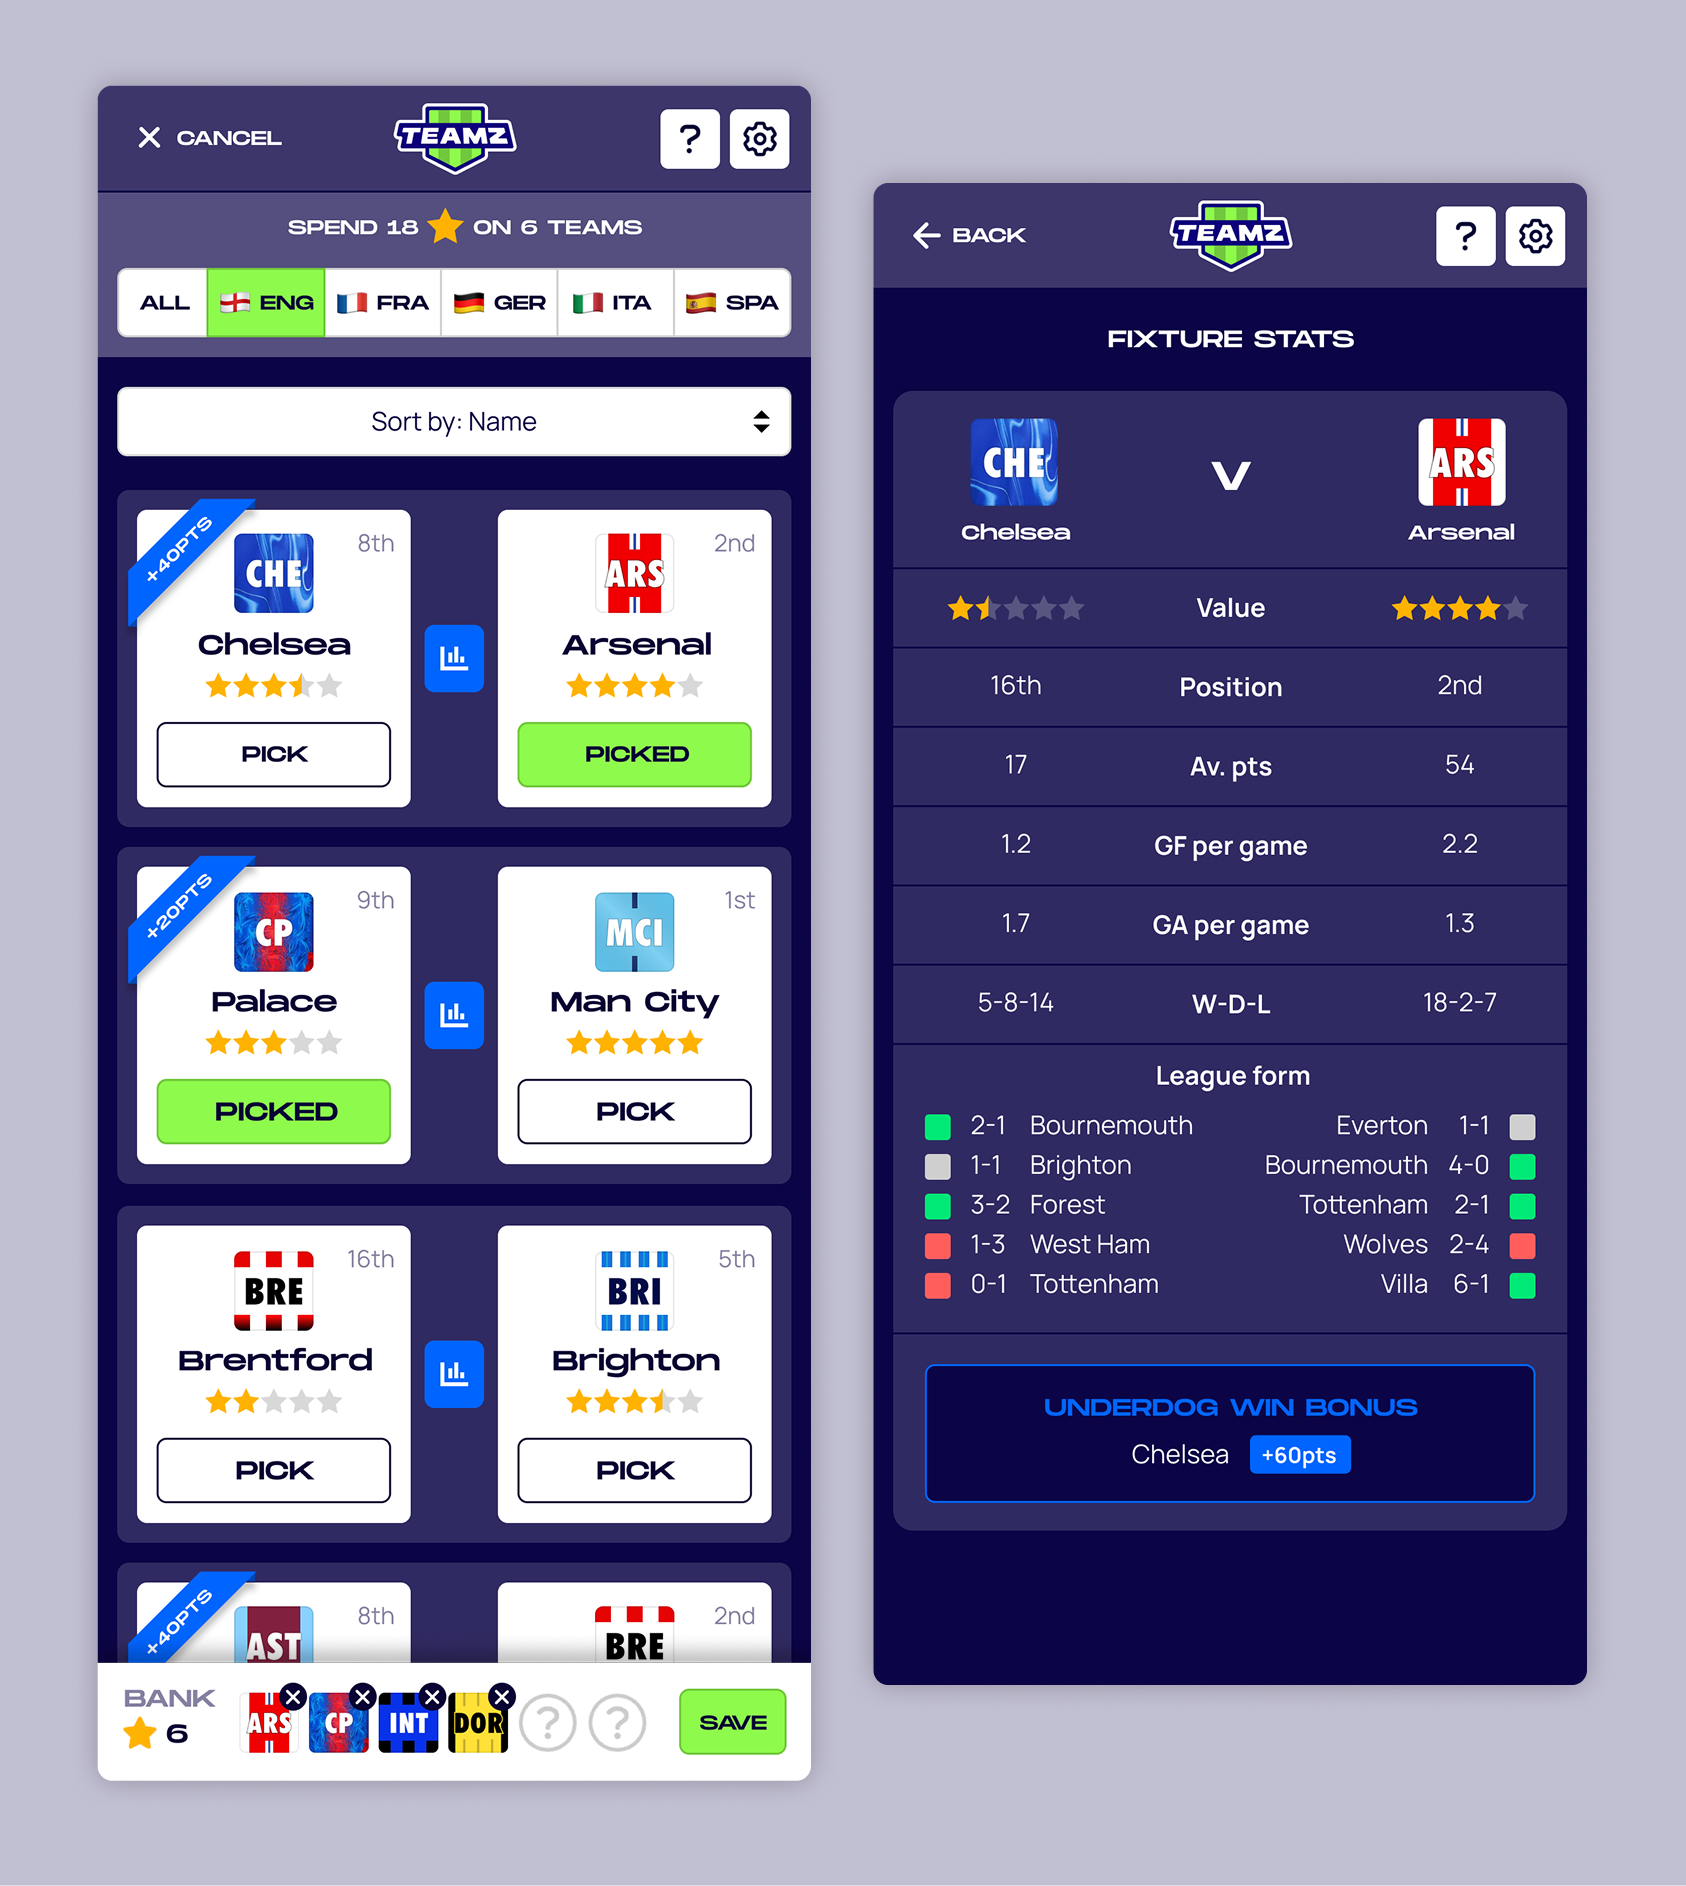 CANCEL
TEAMZ
?
SPEND 18 ON 6 TEAMS
ALL ENG FRA GER ITA SPA
Sort by: Name
+40PTS
8th
CHE
Chelsea
PICK
2nd
ARS
Arsenal
PICKED
+20PTS
9th
CP
Palace
PICKED
1st
MCI
Man City
PICK
16th
BRE
Brentford
PICK
5th
BRI
Brighton
PICK
+40PTS
8th
AST
2nd
BRE
BANK
6
ARS CP INT DOR ? ?
SAVE
BACK
TEAMZ
?
FIXTURE STATS
CHE V ARS
Chelsea Arsenal
Value
16th Position 2nd
17 Av. pts 54
1.2 GF per game 2.2
1.7 GA per game 1.3
5-8-14 W-D-L 18-2-7
League form
2-1 Bournemouth Everton 1-1
1-1 Brighton Bournemouth 4-0
3-2 Forest Tottenham 2-1
1-3 West Ham Wolves 2-4
0-1 Tottenham Villa 6-1
UNDERDOG WIN BONUS
Chelsea +60pts